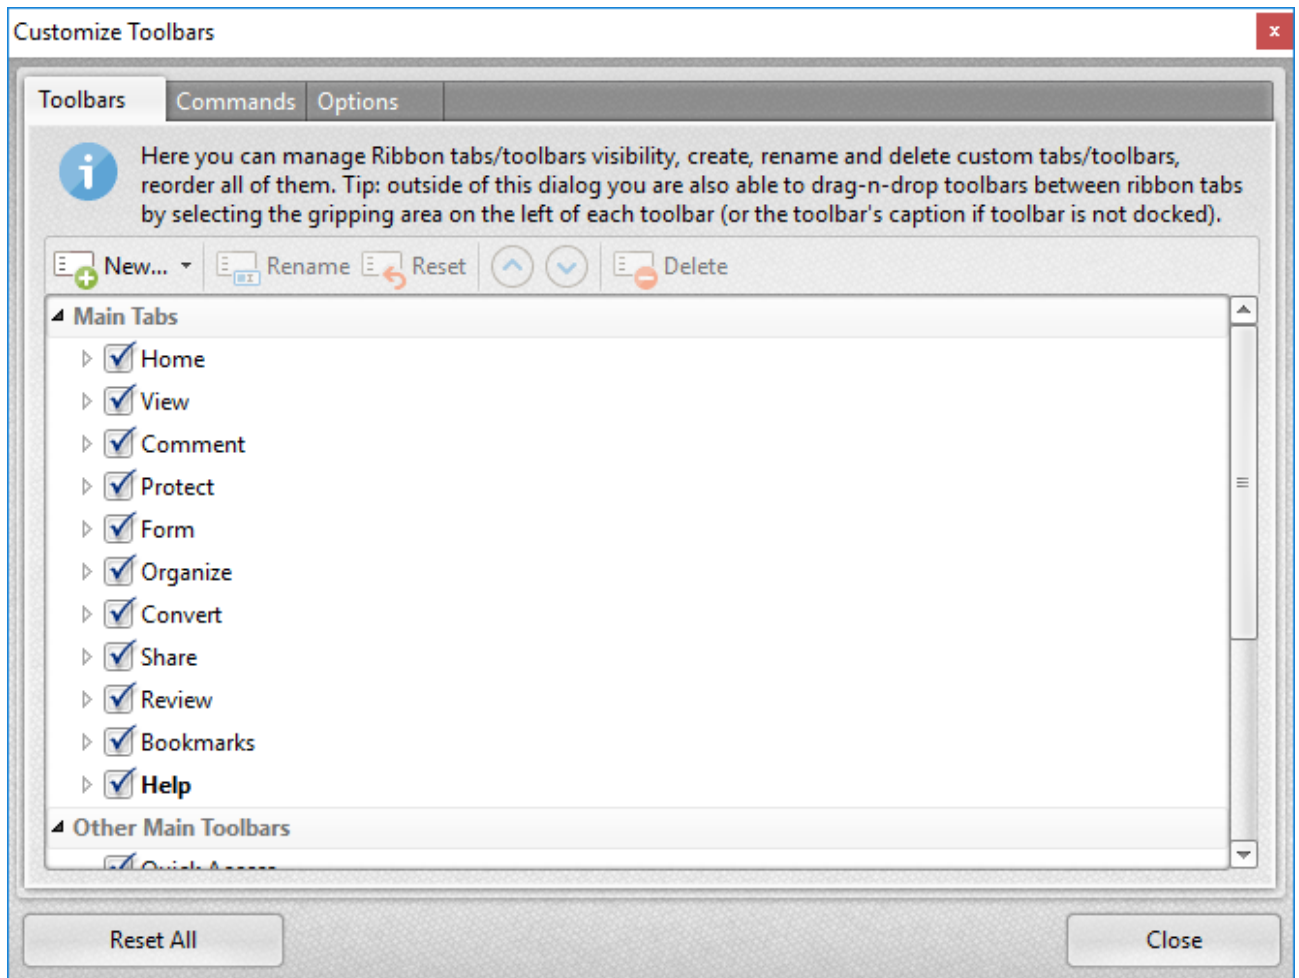 Customize Toolbars
Toolbars Commands Options
Here you can manage Ribbon tabs/toolbars visibility, create, rename and delete custom tabs/toolbars,
reorder all of them. Tip: outside of this dialog you are also able to drag-n-drop toolbars between ribbon tabs
by selecting the gripping area on the left of each toolbar (or the toolbar's caption if toolbar is not docked).
New... Rename Reset Delete
Main Tabs
Home
View
Comment
Protect
Form
Organize
Convert
Share
Review
Bookmarks
Help
Other Main Toolbars
Quick Access
Reset All Close